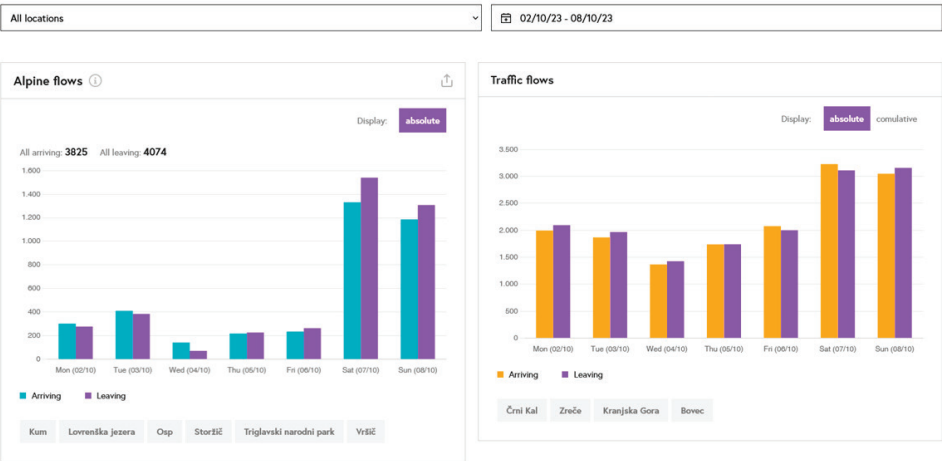 All locations
02/10/23 - 08/10/23
Alpine flows
Display: absolute
All arriving: 3825 All leaving: 4074
1.600
1.400
1.200
1.000
800
600
400
200
0
Mon (02/10) Tue (03/10) Wed (04/10) Thu (05/10) Fri (06/10) Sat (07/10) Sun (08/10)
Arriving Leaving
Kum Lovrenška jezera Osp Storžič Triglavski narodni park Vršič
Traffic flows
Display: absolute comulative
3.500
3.000
2.500
2.000
1.500
1.000
500
0
Mon (02/10) Tue (03/10) Wed (04/10) Thu (05/10) Fri (06/10) Sat (07/10) Sun (08/10)
Arriving Leaving
Črni Kal Zreče Kranjska Gora Bovec